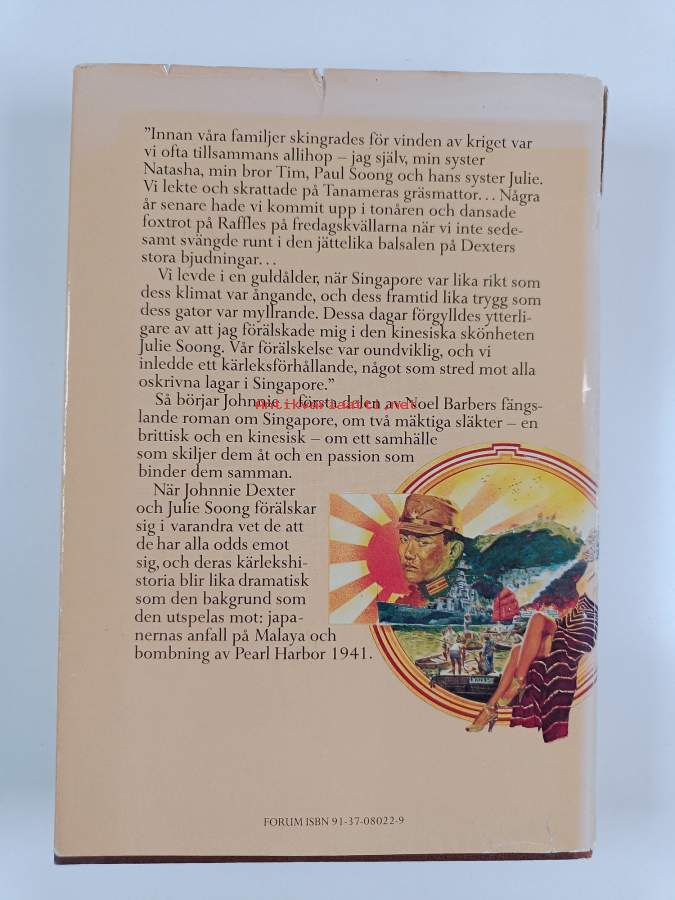 "Innan våra familjer skingrades för vinden av kriget var
vi ofta tillsammans allihop – jag själv, min syster
Natasha, min bror Tim, Paul Soong och hans syster Julie.
Vi lekte och skrattade på Tanameras gräsmattor... Några
år senare hade vi kommit upp i tonåren och dansade
foxtrot på Raffles på fredagskvällarna när vi inte sede-
samt svängde runt i den jättelika balsalen på Dexters
stora bjudningar...
Vi levde i en guldålder, när Singapore var lika rikt som
dess klimat var ångande, och dess framtid lika trygg som
dess gator var myllrande. Dessa dagar förgylldes ytterli-
gare av att jag förälskade mig i den kinesiska skönheten
Julie Soong. Vår förälskelse var oundviklig, och vi
inledde ett kärleksförhållande, något som stred mot alla
oskrivna lagar i Singapore."
Så börjar Johnnie första delen av Noel Barbers fängs-
Antikvariaatti.net
lande roman om Singapore, om två mäktiga släkter – en
brittisk och en kinesisk – om ett samhälle
som skiljer dem åt och en passion som
binder dem samman.
När Johnnie Dexter
och Julie Soong förälskar
sig i varandra vet de att
de har alla odds emot
sig, och deras kärlekshi-
storia blir lika dramatisk
som den bakgrund som
den utspelas mot: japa-
nernas anfall på Malaya och
bombning av Pearl Harbor 1941.
FORUM ISBN 91-37-08022-9